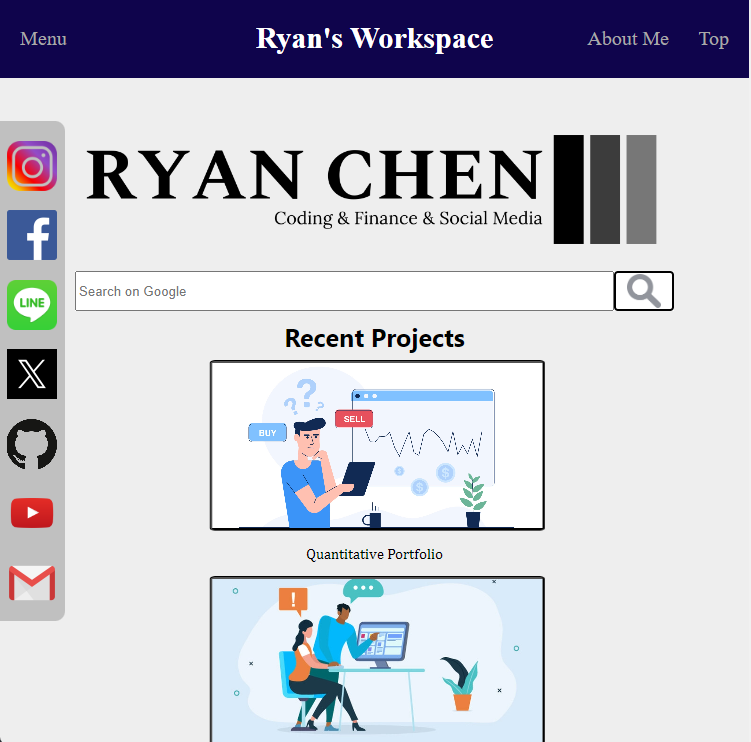 Menu
Ryan's Workspace
About Me
Top
RYAN CHEN
Coding & Finance & Social Media
LINE
Search on Google
Recent Projects
???
BUY
SELL
$
$
$
Quantitative Portfolio
!